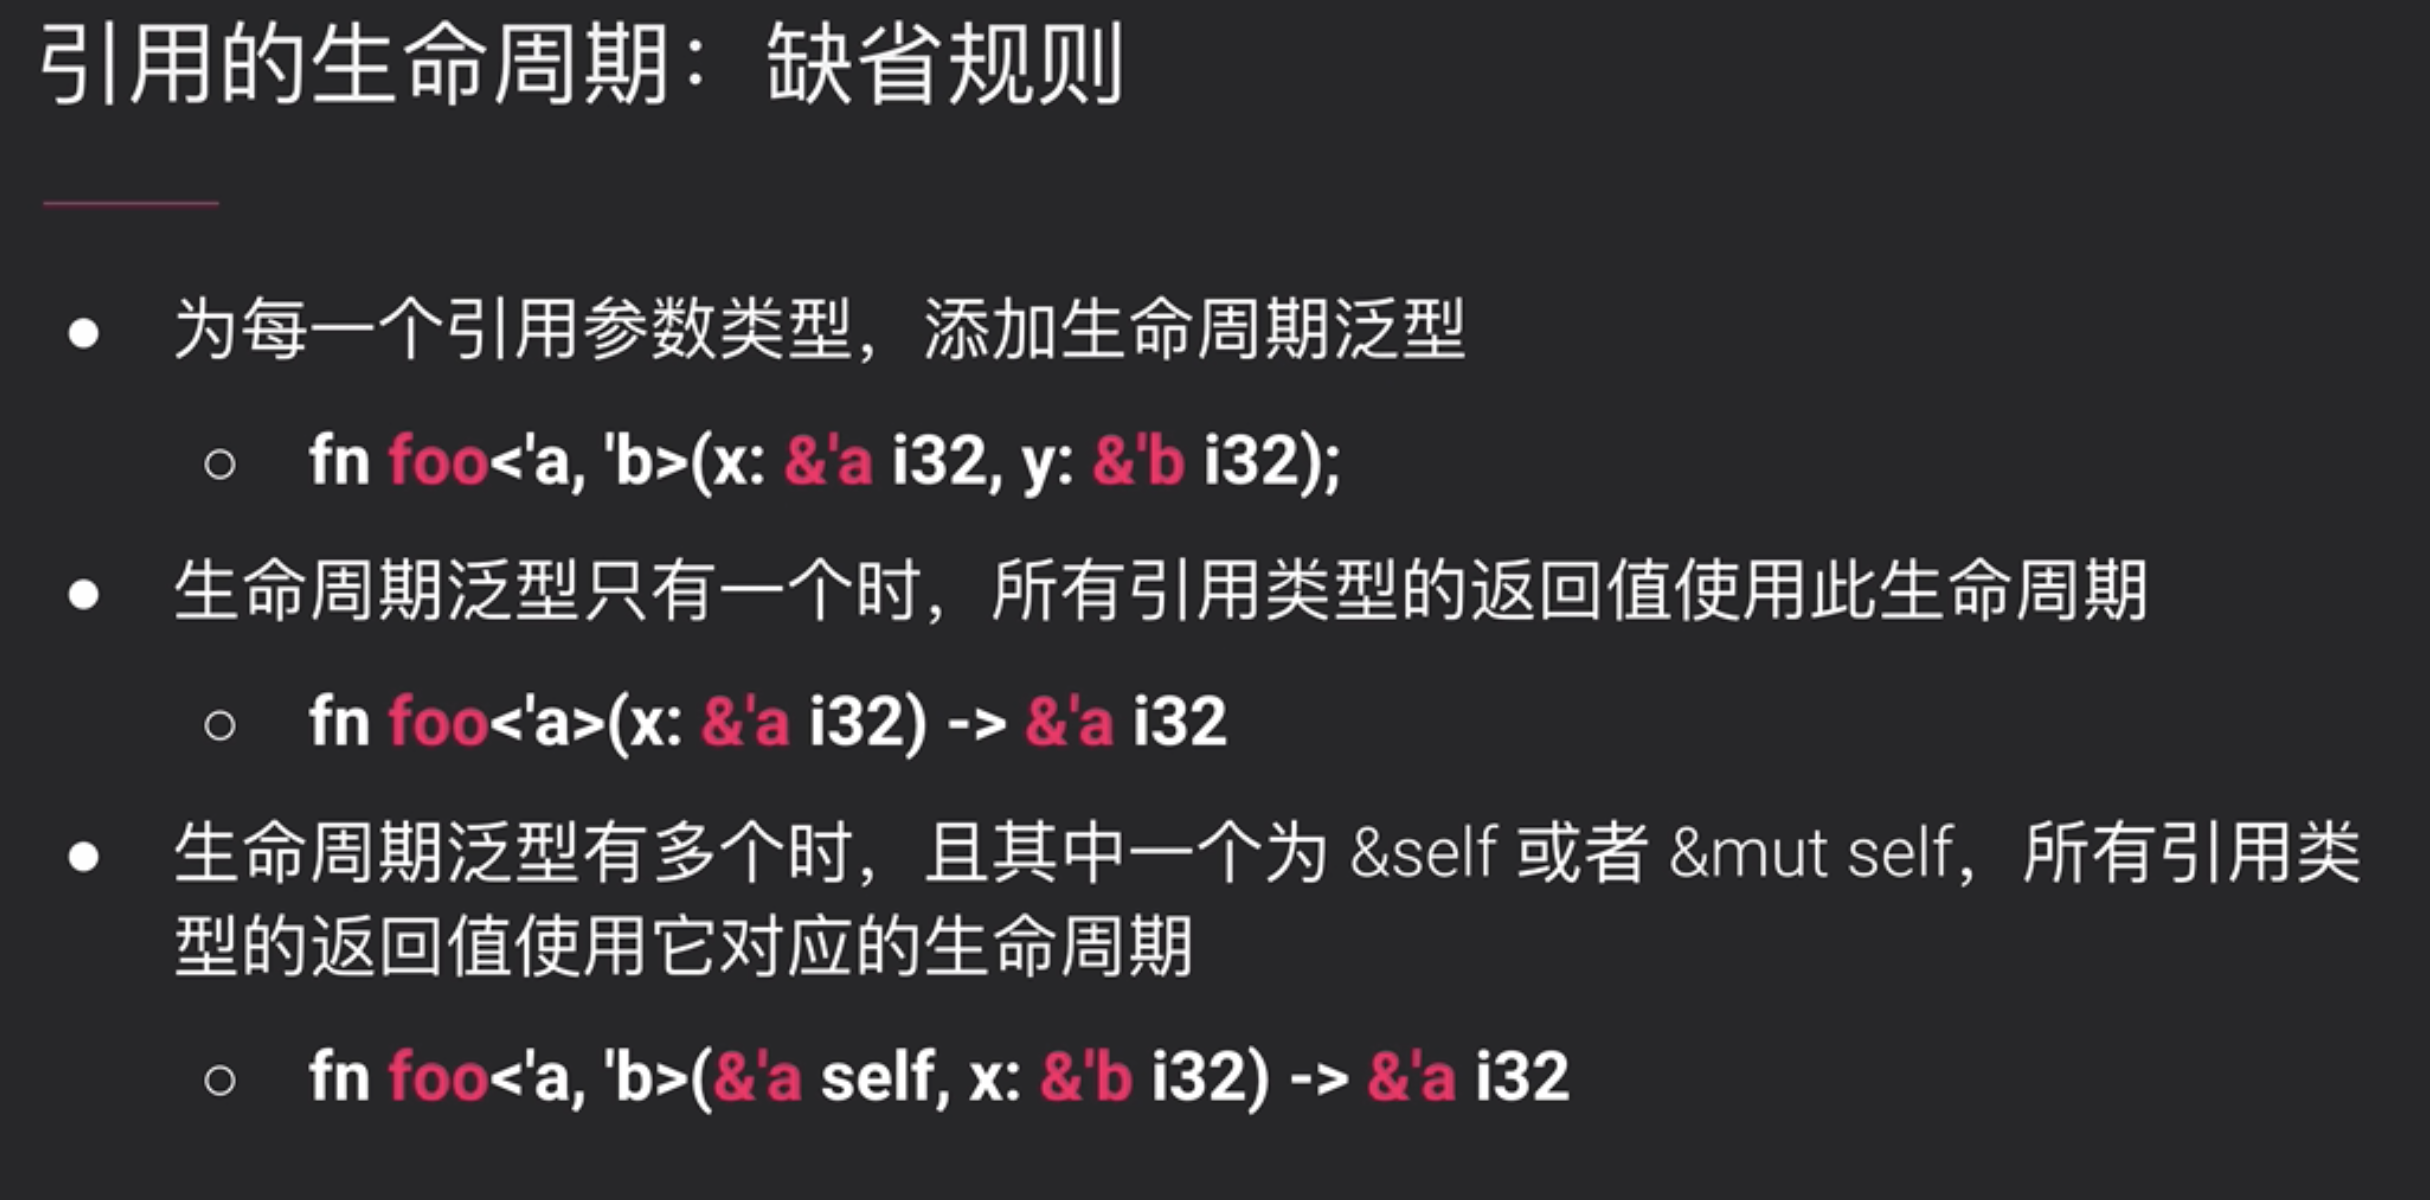 引用的生命周期：缺省规则
● 为每一个引用参数类型，添加生命周期泛型
○ fn foo<'a, 'b>(x: &'a i32, y: &'b i32);
● 生命周期泛型只有一个时，所有引用类型的返回值使用此生命周期
○ fn foo<'a>(x: &'a i32) -> &'a i32
● 生命周期泛型有多个时，且其中一个为 &self 或者 &mut self，所有引用类
型的返回值使用它对应的生命周期
○ fn foo<'a, 'b>(&'a self, x: &'b i32) -> &'a i32